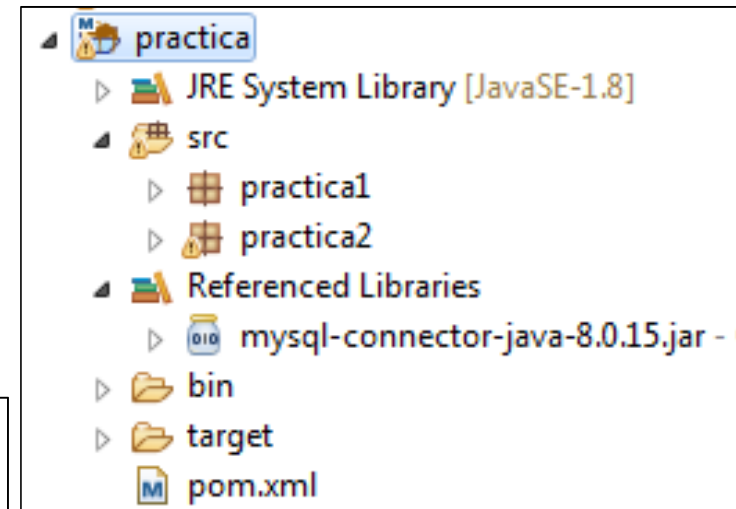 practica
JRE System Library [JavaSE-1.8]
src
practica1
practica2
Referenced Libraries
mysql-connector-java-8.0.15.jar -
bin
target
pom.xml